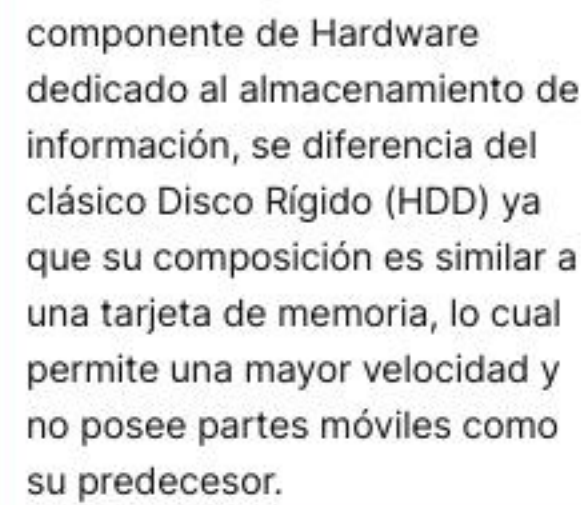 componente de Hardware
dedicado al almacenamiento de
información, se diferencia del
clásico Disco Rígido (HDD) ya
que su composición es similar a
una tarjeta de memoria, lo cual
permite una mayor velocidad y
no posee partes móviles como
su predecesor.